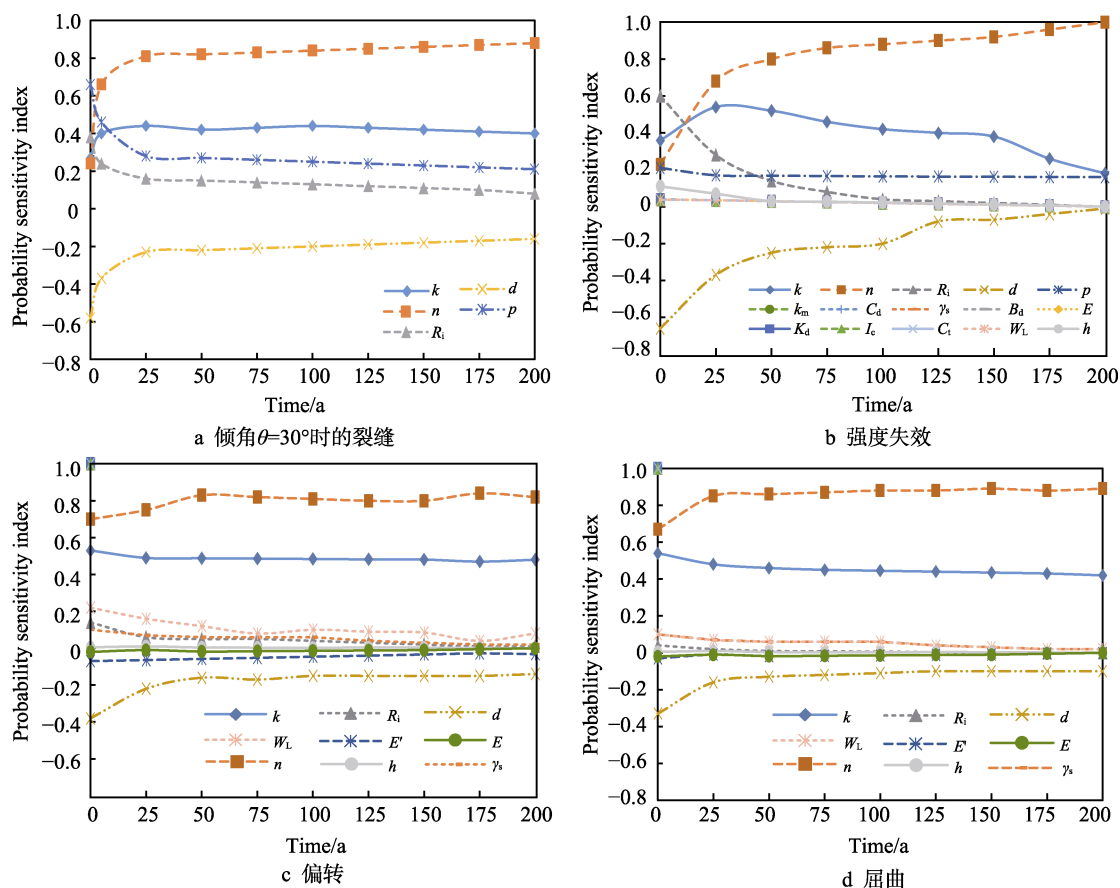 Probability sensitivity index
1.0
0.8
0.6
0.4
0.2
0
−0.2
−0.4
−0.6
−0.8
k
d
n
p
Ri
0 25 50 75 100 125 150 175 200
Time/a
a 倾角θ=30°时的裂缝
Probability sensitivity index
1.0
0.8
0.6
0.4
0.2
0
−0.2
−0.4
−0.6
−0.8
k n Ri d p
km Cd γs Bd E
Kd Ic Ct WL h
0 25 50 75 100 125 150 175 200
Time/a
b 强度失效
Probability sensitivity index
1.0
0.8
0.6
0.4
0.2
0
−0.2
−0.4
−0.6
k Ri d
WL E' E
n h γs
0 25 50 75 100 125 150 175 200
Time/a
c 偏转
Probability sensitivity index
1.0
0.8
0.6
0.4
0.2
0
−0.2
−0.4
−0.6
−0.8
k Ri d
WL E' E
n h γs
0 25 50 75 100 125 150 175 200
Time/a
d 屈曲